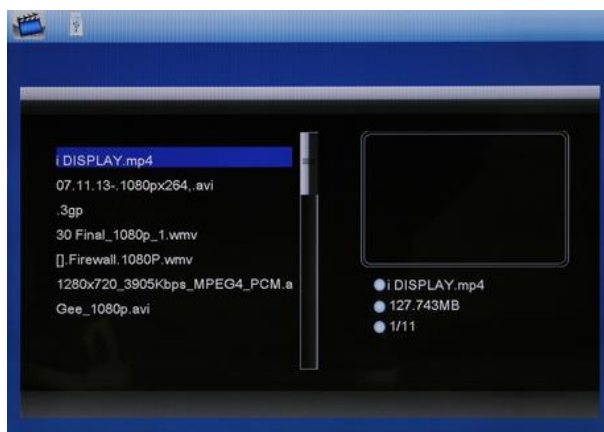 i DISPLAY.mp4
07.11.13-.1080px264,.avi
.3gp
30 Final_1080p_1.wmv
[].Firewall.1080P.wmv
1280x720_3905Kbps_MPEG4_PCM.a
Gee_1080p.avi
i DISPLAY.mp4
127.743MB
1/11